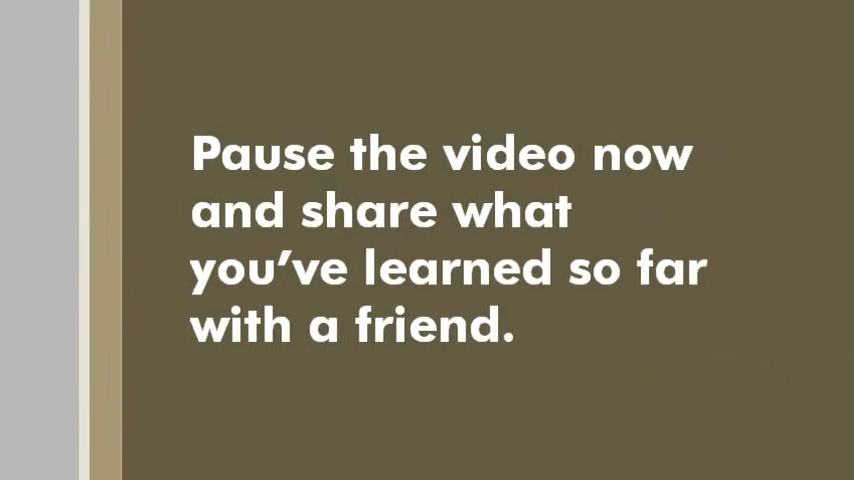 Pause the video now
and share what
you've learned so far
with a friend.